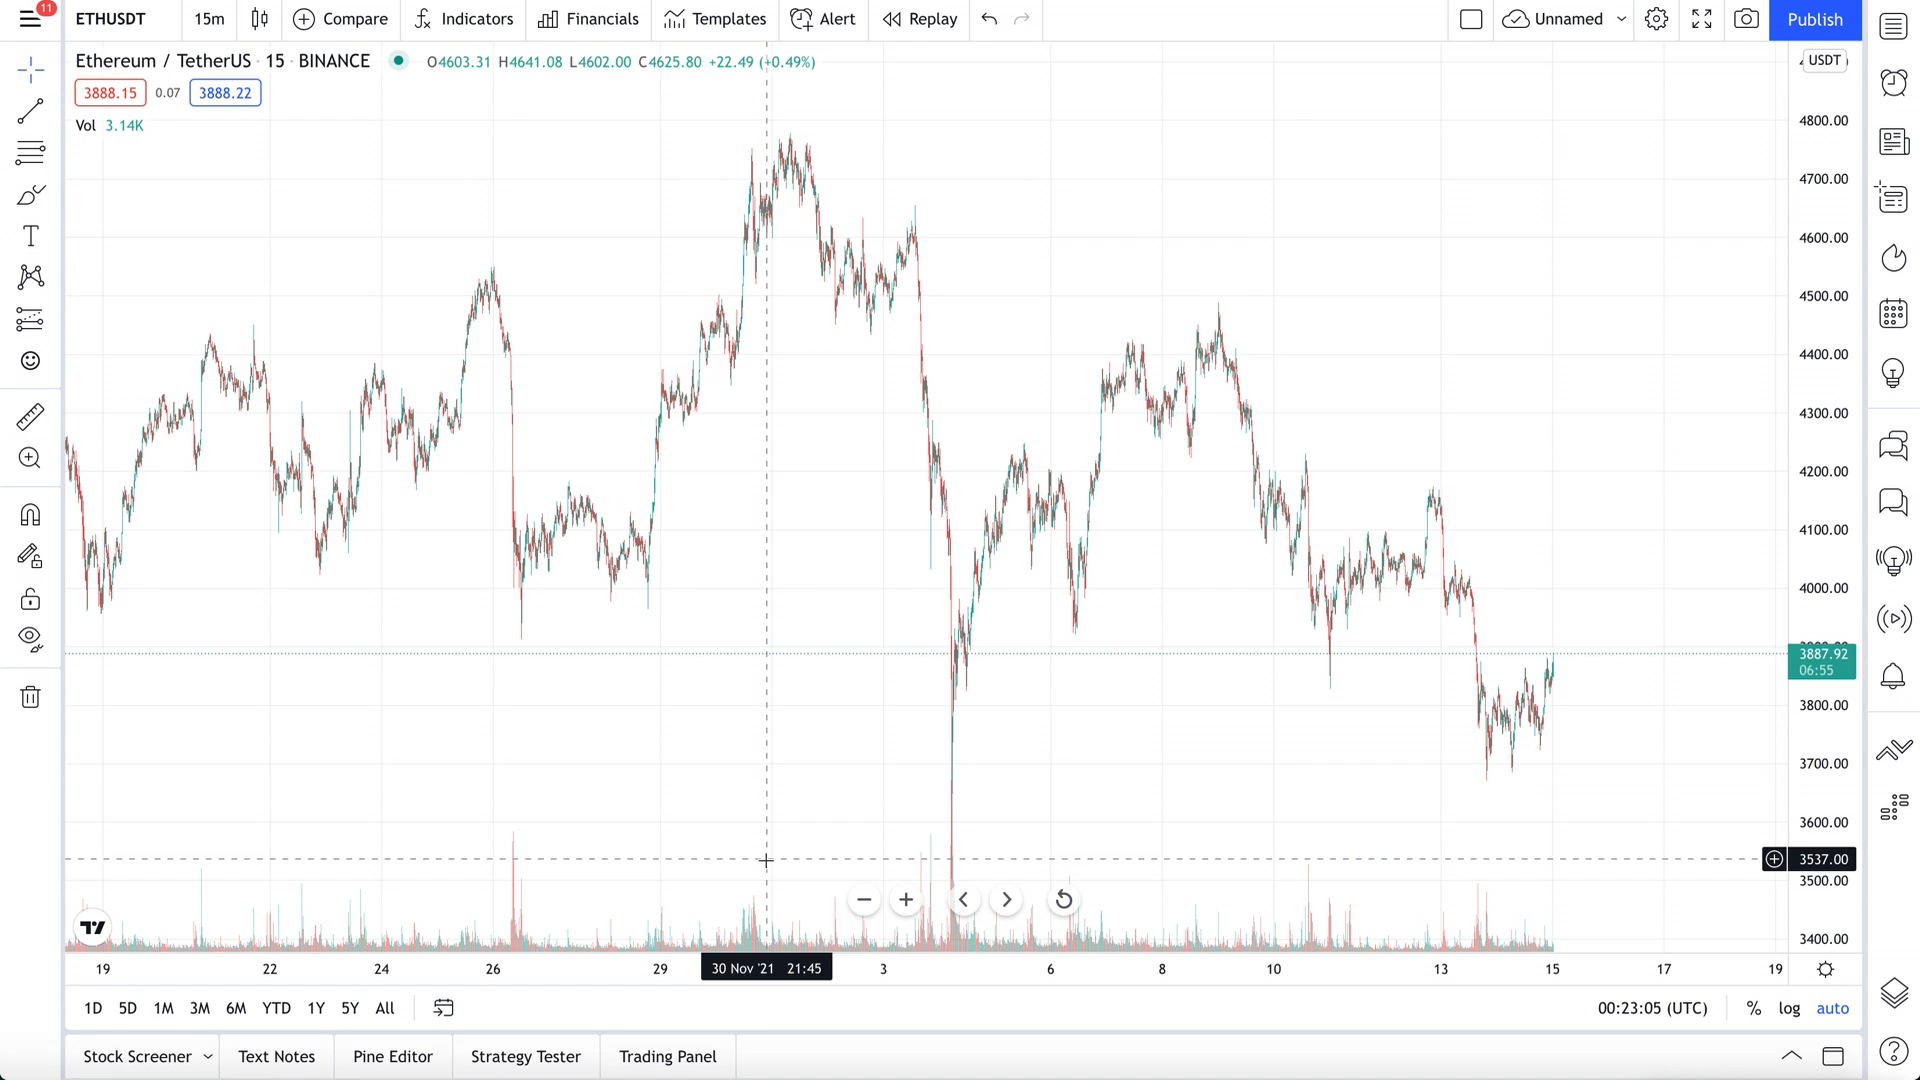 11
ETHUSDT
15m
Compare
Indicators
Financials
Templates
Alert
Replay
Unnamed
Publish
Ethereum / TetherUS · 15 · BINANCE
O4603.31 H4641.08 L4602.00 C4625.80 +22.49 (+0.49%)
USDT
3888.15 0.07 3888.22
Vol 3.14K
4800.00
4700.00
4600.00
4500.00
4400.00
4300.00
4200.00
4100.00
4000.00
3887.92
06:55
3800.00
3700.00
3600.00
3537.00
3500.00
3400.00
19 22 24 26 29 30 Nov '21 21:45 3 6 8 10 13 15 17 19
1D 5D 1M 3M 6M YTD 1Y 5Y All
00:23:05 (UTC) % log auto
Stock Screener
Text Notes
Pine Editor
Strategy Tester
Trading Panel